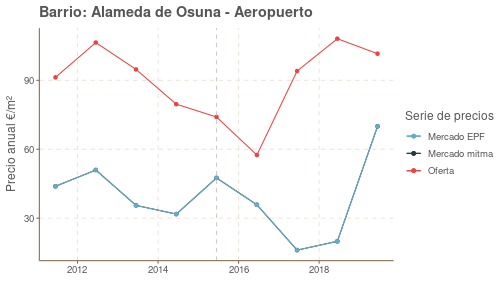 Barrio: Alameda de Osuna - Aeropuerto
Precio anual €/m²
90
60
30
2012
2014
2016
2018
Serie de precios
Mercado EPF
Mercado mitma
Oferta